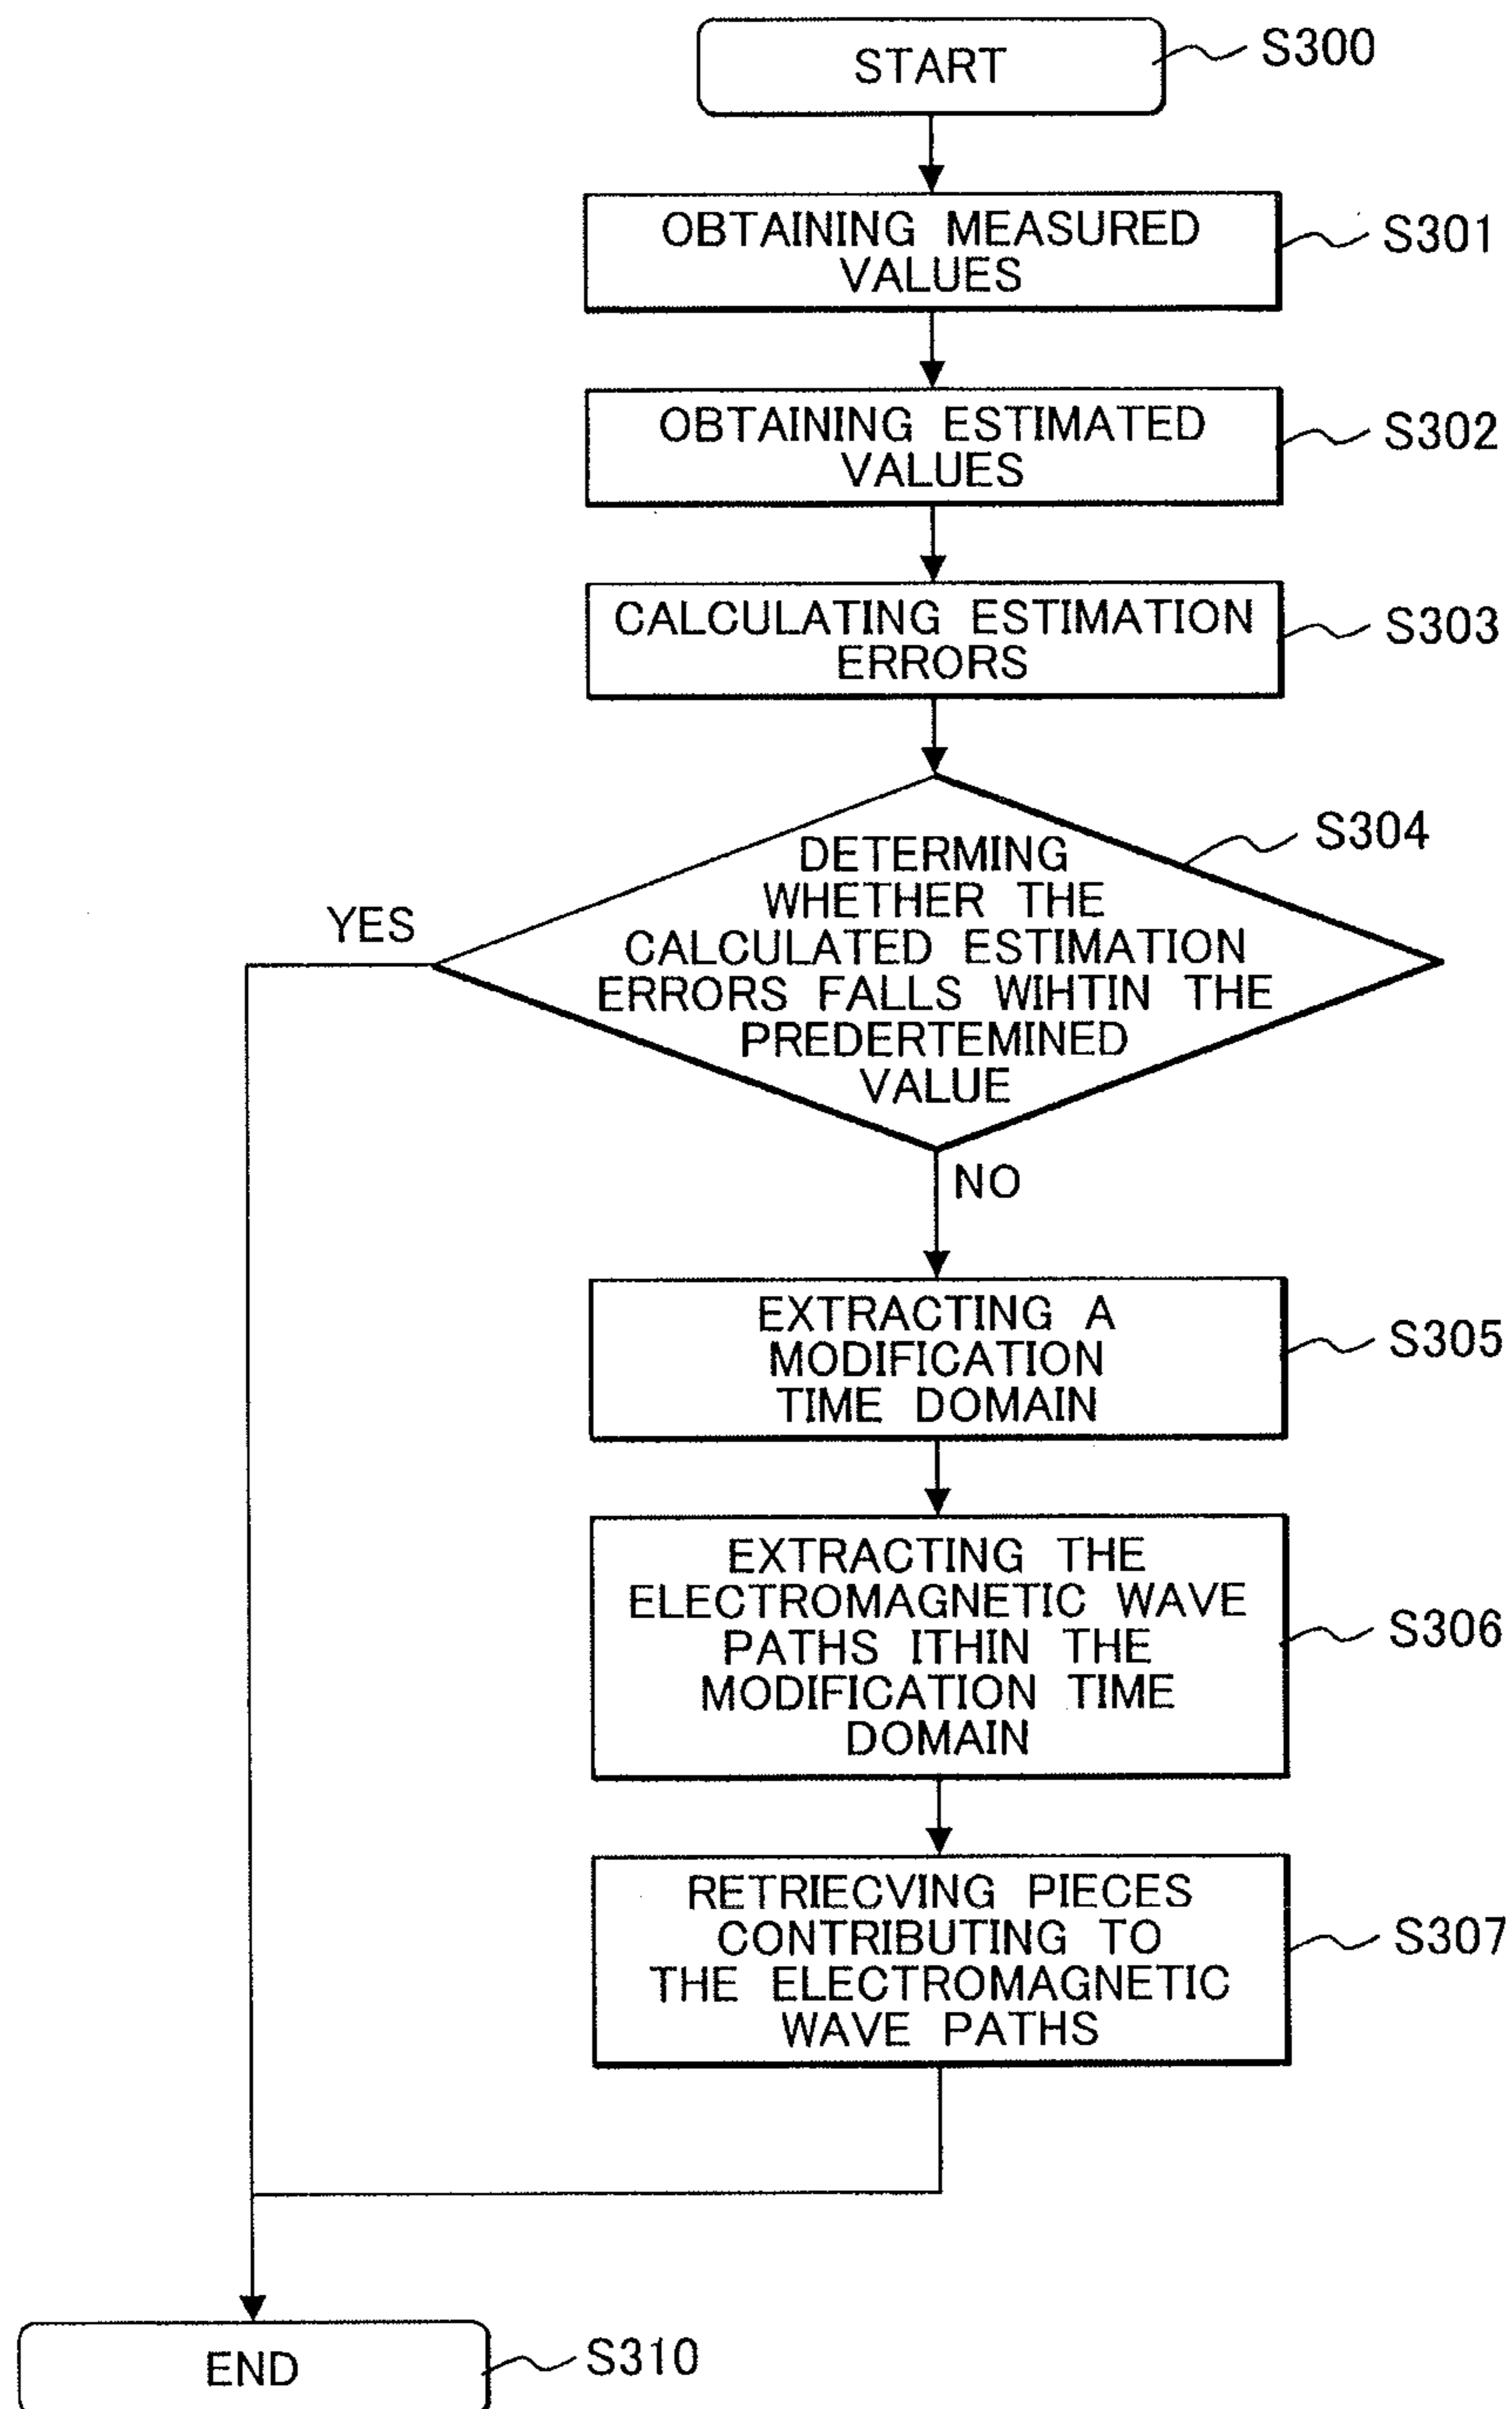 START
S300
OBTAINING MEASURED
VALUES
S301
OBTAINING ESTIMATED
VALUES
S302
CALCULATING ESTIMATION
ERRORS
S303
DETERMING
WHETHER THE
CALCULATED ESTIMATION
ERRORS FALLS WIHTIN THE
PREDERTEMINED
VALUE
S304
YES
NO
EXTRACTING A
MODIFICATION
TIME DOMAIN
S305
EXTRACTING THE
ELECTROMAGNETIC WAVE
PATHS ITHIN THE
MODIFICATION TIME
DOMAIN
S306
RETRIECVING PIECES
CONTRIBUTING TO
THE ELECTROMAGNETIC
WAVE PATHS
S307
END
S310